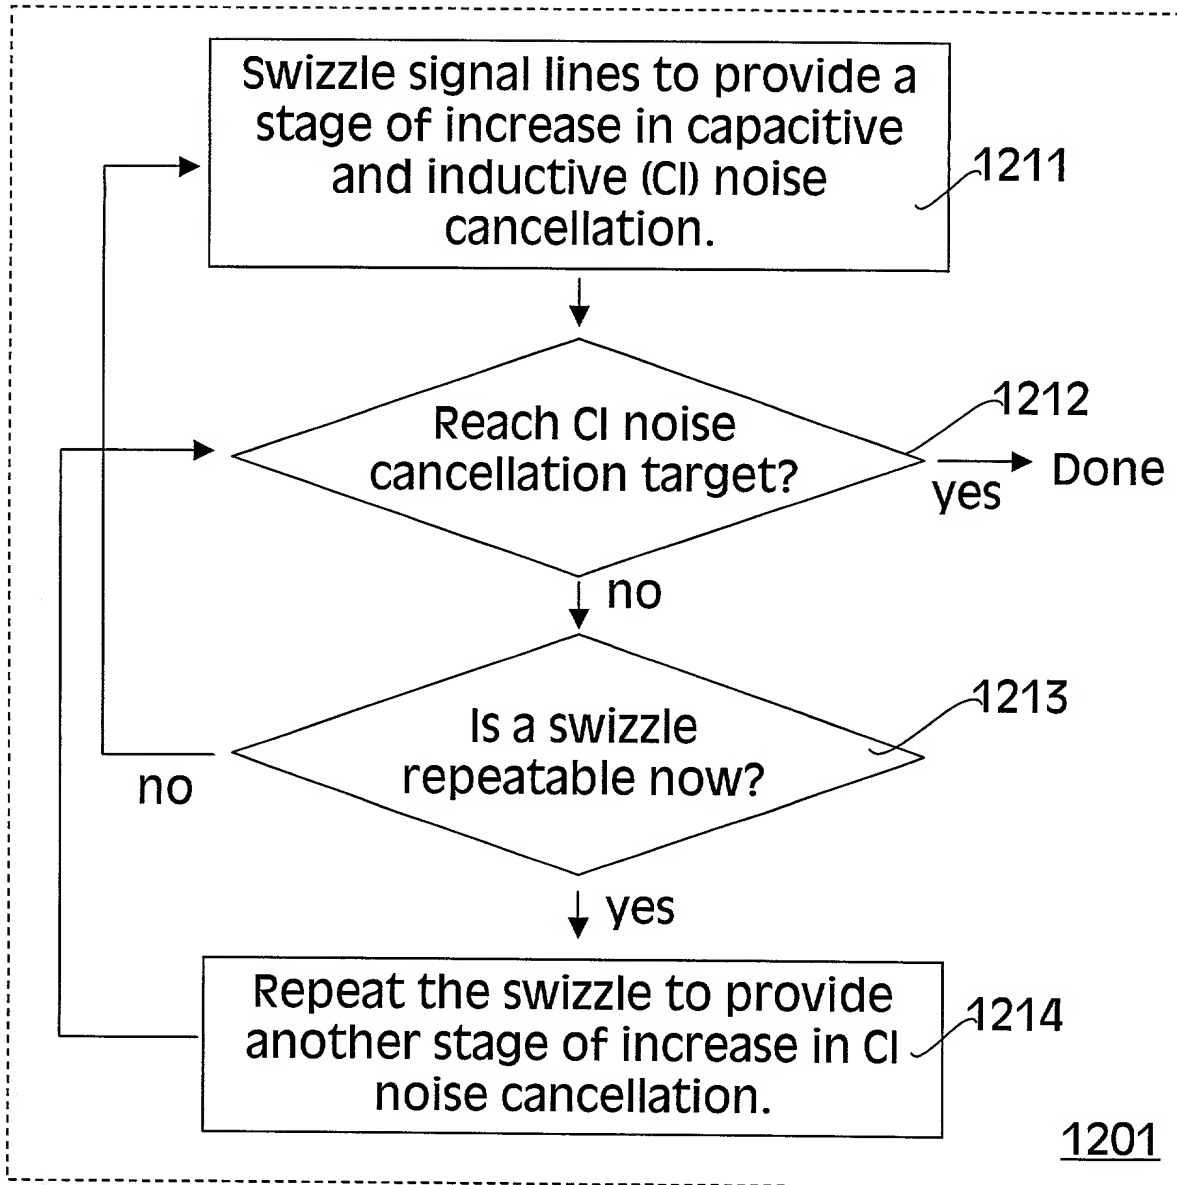 Swizzle signal lines to provide a
stage of increase in capacitive
and inductive (CI) noise
cancellation.
1211
Reach CI noise
cancellation target?
1212
yes
Done
no
Is a swizzle
repeatable now?
1213
no
yes
Repeat the swizzle to provide
another stage of increase in CI
noise cancellation.
1214
1201